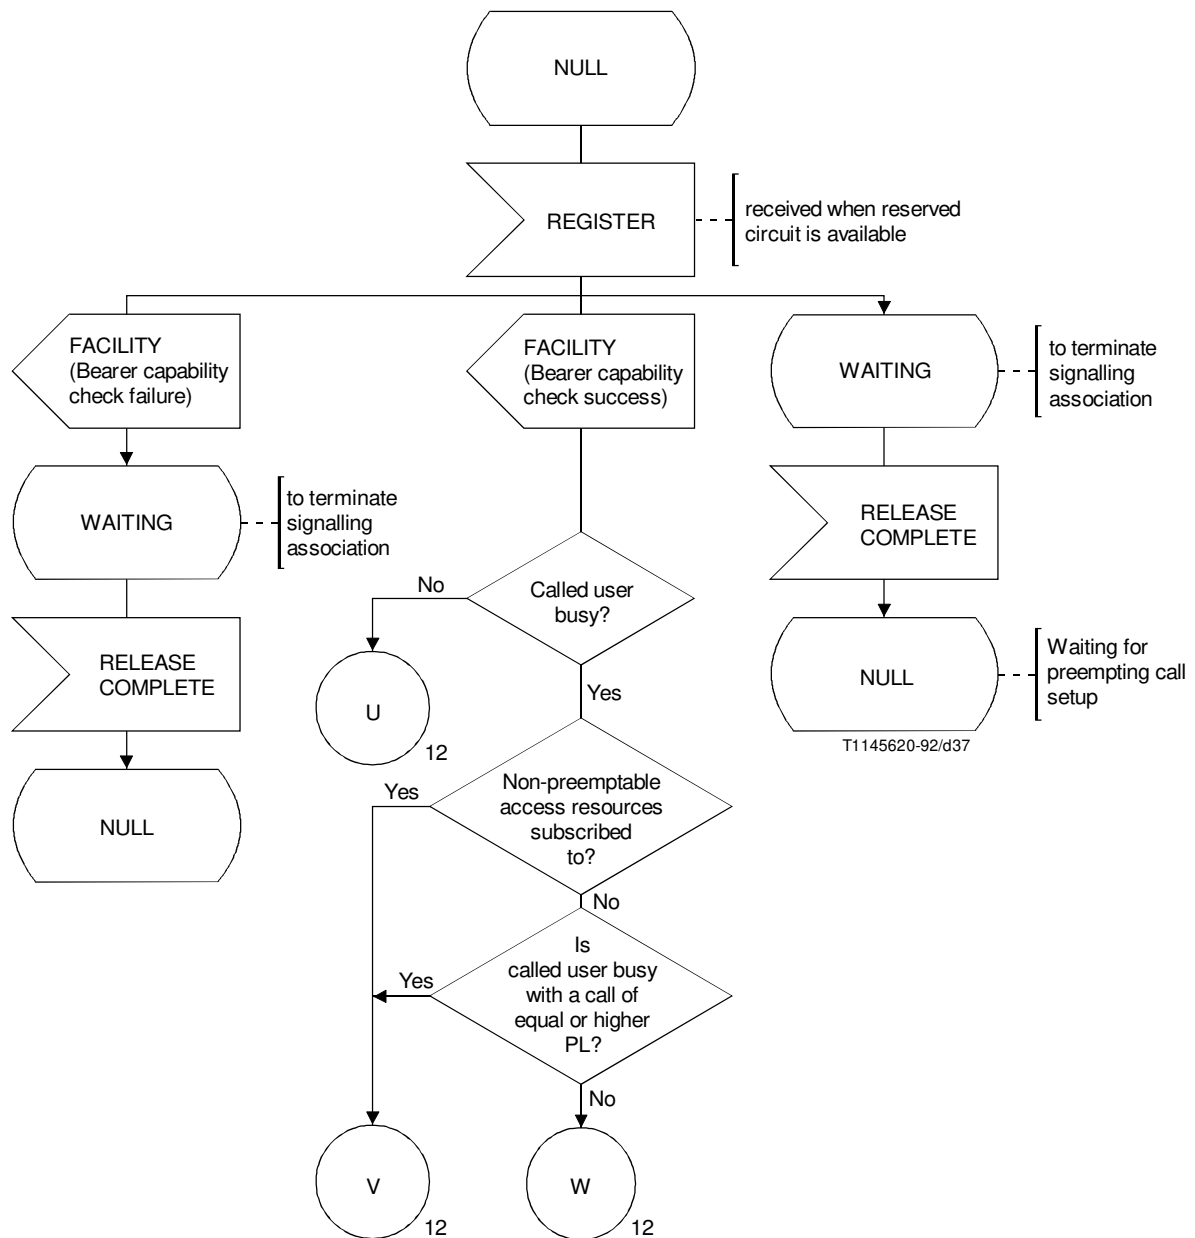 NULL
REGISTER
received when reserved
circuit is available
FACILITY
(Bearer capability
check failure)
FACILITY
(Bearer capability
check success)
WAITING
to terminate
signalling
association
WAITING
to terminate
signalling
association
RELEASE
COMPLETE
No
Called user
busy?
RELEASE
COMPLETE
Yes
NULL
Waiting for
preempting call
setup
U
12
T1145620-92/d37
Yes
Non-preemptable
access resources
subscribed
to?
NULL
No
Yes
Is
called user busy
with a call of
equal or higher
PL?
No
V
12
W
12